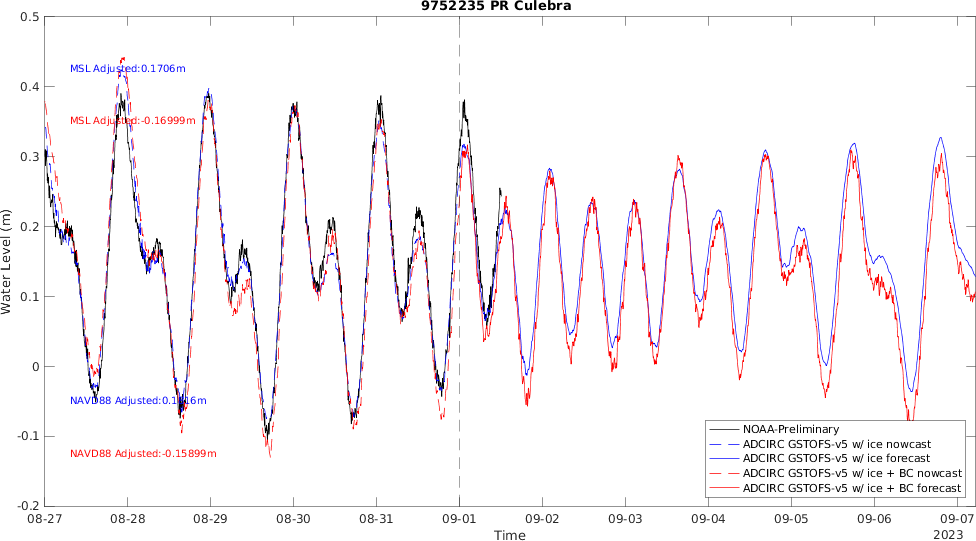 9752235 PR Culebra
0.5
0.4
0.3
0.2
0.1
0
-0.1
-0.2
Water Level (m)
MSL Adjusted:0.1706m
MSL Adjusted:-0.16999m
NAVD88 Adjusted:-0.15899m
NOAA-Preliminary
ADCIRC GSTOFS-v5 w/ ice nowcast
ADCIRC GSTOFS-v5 w/ ice forecast
ADCIRC GSTOFS-v5 w/ ice + BC nowcast
ADCIRC GSTOFS-v5 w/ ice + BC forecast
08-27 08-28 08-29 08-30 08-31 09-01 09-02 09-03 09-04 09-05 09-06 09-07
Time
2023